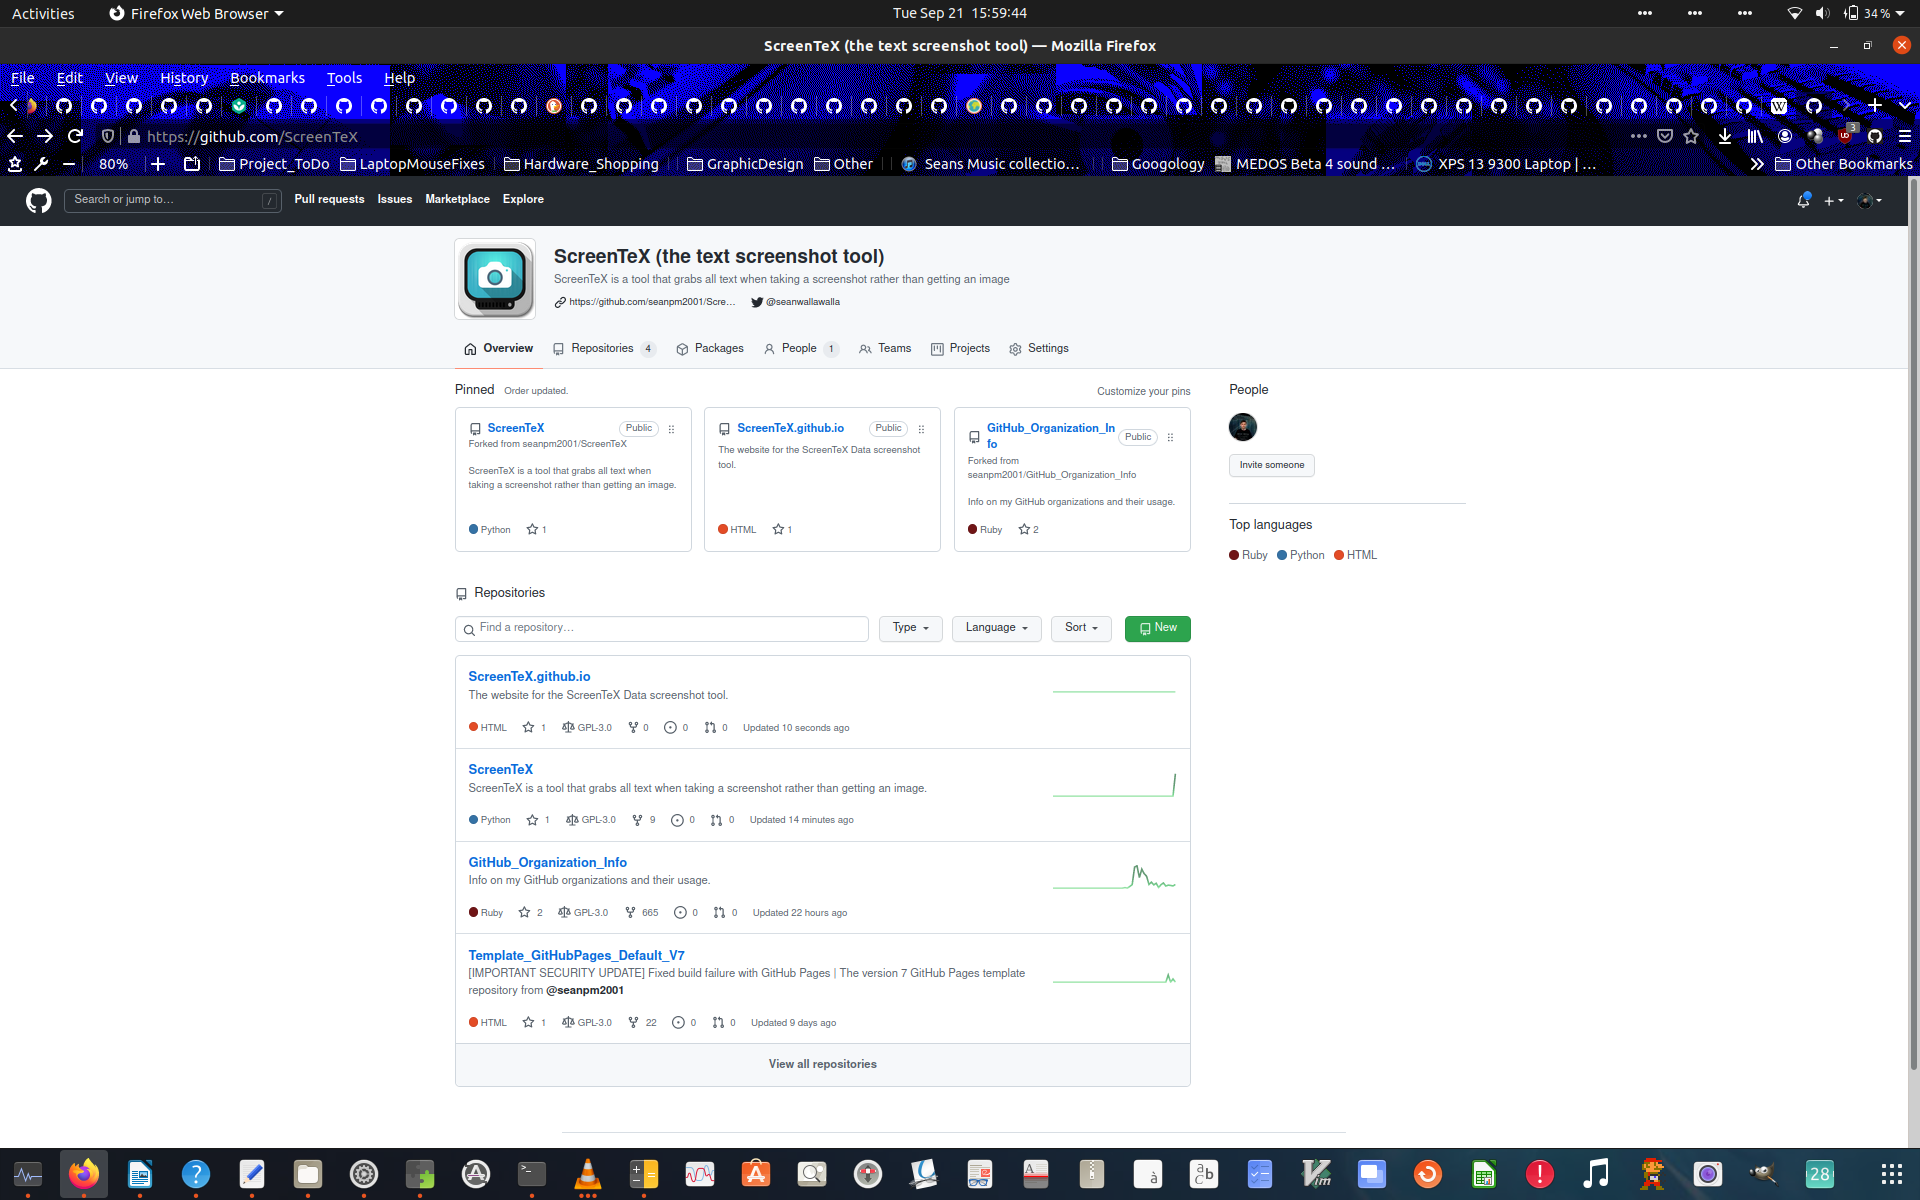 Activities Firefox Web Browser Tue Sep 21 15:59:44 34 %
ScreenTeX (the text screenshot tool) — Mozilla Firefox
File Edit View History Bookmarks Tools Help
https://github.com/ScreenTeX 3
80% Project_ToDo LaptopMouseFixes Hardware_Shopping GraphicDesign Other Seans Music collectio… Googology MEDOS Beta 4 sound … XPS 13 9300 Laptop | … Other Bookmarks
Search or jump to… / Pull requests Issues Marketplace Explore
ScreenTeX (the text screenshot tool)
ScreenTeX is a tool that grabs all text when taking a screenshot rather than getting an image
https://github.com/seanpm2001/Scre… @seanwallawalla
Overview Repositories 4 Packages People 1 Teams Projects Settings
Pinned Order updated. Customize your pins
ScreenTeX Public
Forked from seanpm2001/ScreenTeX
ScreenTeX is a tool that grabs all text when
taking a screenshot rather than getting an image.
Python 1
ScreenTeX.github.io Public
The website for the ScreenTeX Data screenshot
tool.
HTML 1
GitHub_Organization_In
fo Public
Forked from
seanpm2001/GitHub_Organization_Info
Info on my GitHub organizations and their usage.
Ruby 2
People
Invite someone
Top languages
Ruby Python HTML
Repositories
Find a repository… Type Language Sort New
ScreenTeX.github.io
The website for the ScreenTeX Data screenshot tool.
HTML 1 GPL-3.0 0 0 0 Updated 10 seconds ago
ScreenTeX
ScreenTeX is a tool that grabs all text when taking a screenshot rather than getting an image.
Python 1 GPL-3.0 9 0 0 Updated 14 minutes ago
GitHub_Organization_Info
Info on my GitHub organizations and their usage.
Ruby 2 GPL-3.0 665 0 0 Updated 22 hours ago
Template_GitHubPages_Default_V7
[IMPORTANT SECURITY UPDATE] Fixed build failure with GitHub Pages | The version 7 GitHub Pages template
repository from @seanpm2001
HTML 1 GPL-3.0 22 0 0 Updated 9 days ago
View all repositories
28